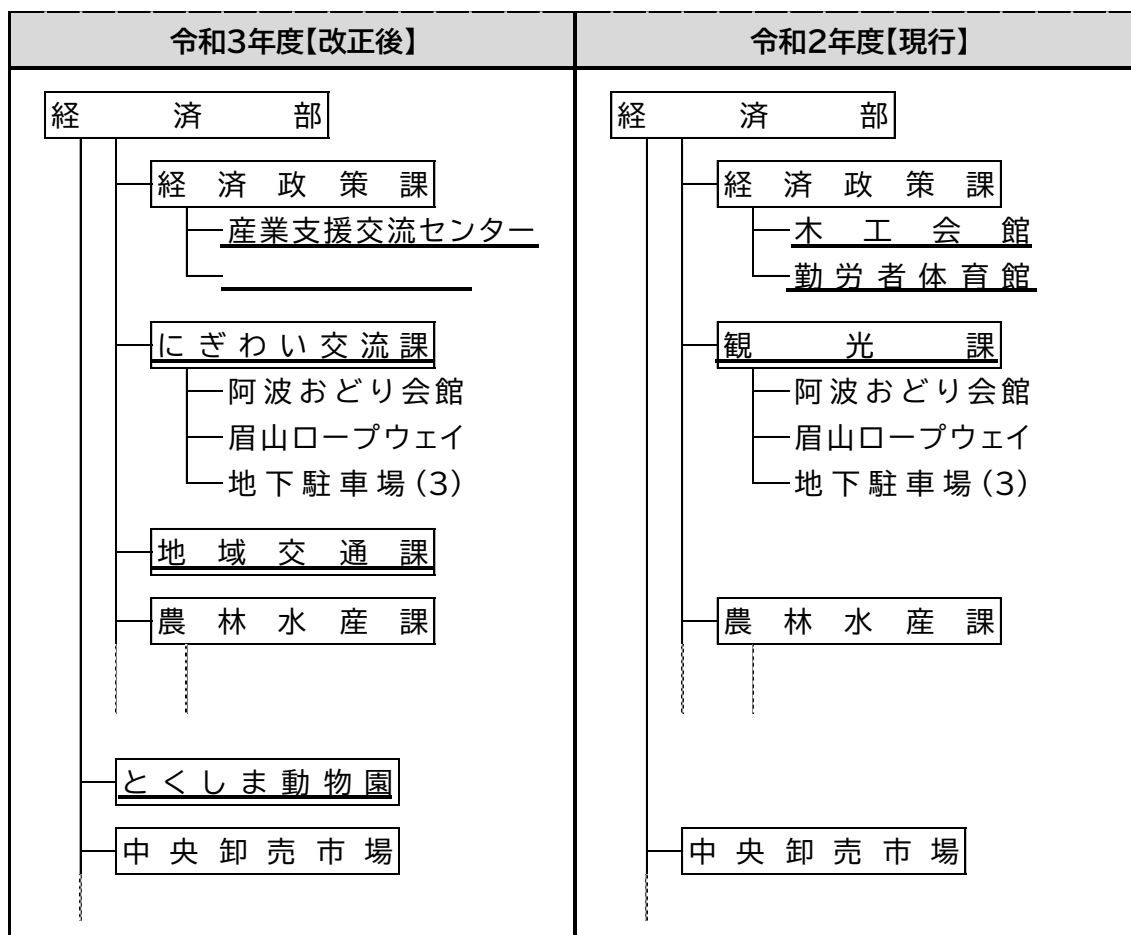 令和3年度【改正後】
令和2年度【現行】
経済部
経済政策課
産業支援交流センター
にぎわい交流課
阿波おどり会館
眉山ロープウェイ
地下駐車場(3)
地域交通課
農林水産課
とくしま動物園
中央卸売市場
経済部
経済政策課
木工会館
勤労者体育館
観光課
阿波おどり会館
眉山ロープウェイ
地下駐車場(3)
農林水産課
中央卸売市場